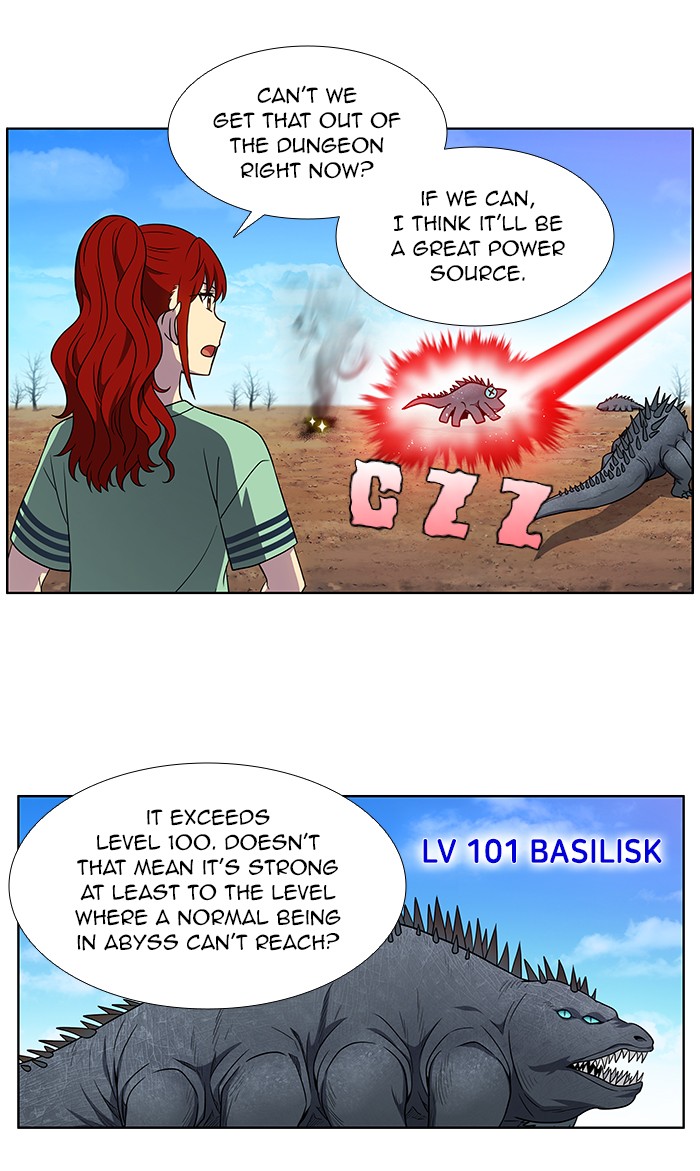 CAN'T WE
GET THAT OUT OF
THE DUNGEON
RIGHT NOW?
IF WE CAN,
I THINK IT'LL BE
A GREAT POWER
SOURCE.
CZZ
IT EXCEEDS
LEVEL 100. DOESN'T
THAT MEAN IT'S STRONG
AT LEAST TO THE LEVEL
WHERE A NORMAL BEING
IN ABYSS CAN'T REACH?
LV 101 BASILISK